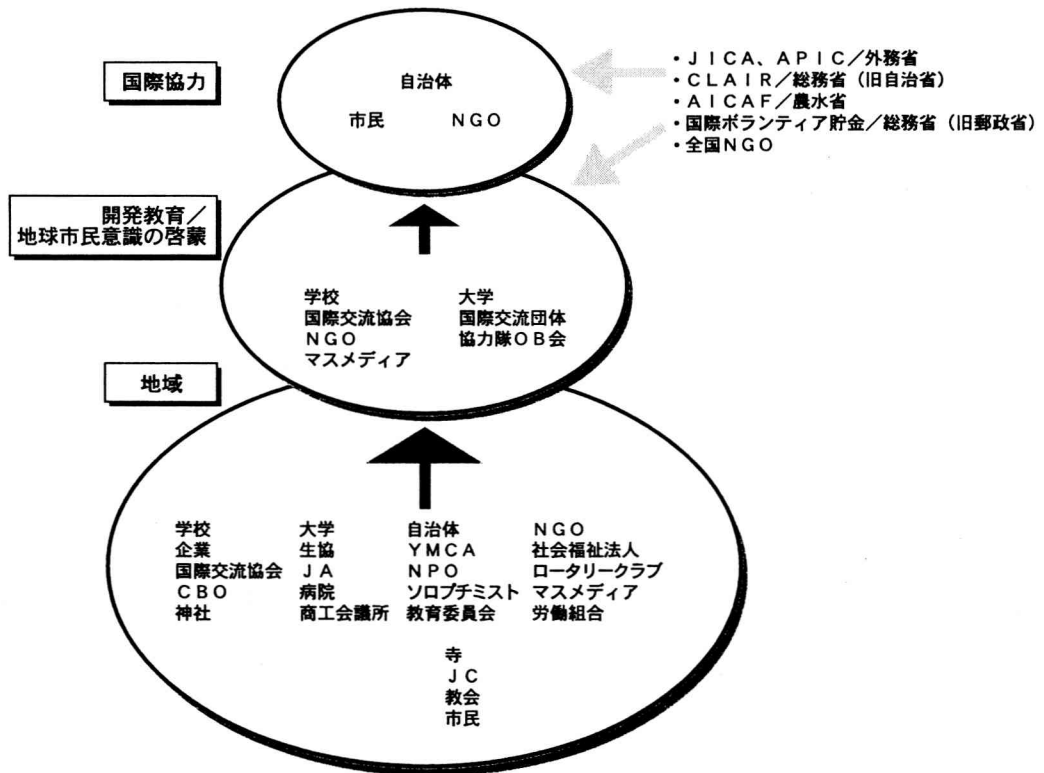 国際協力
自治体
市民 NGO
・JICA、APIC／外務省
・CLAIR／総務省（旧自治省）
・AICAF／農水省
・国際ボランティア貯金／総務省（旧郵政省）
・全国NGO
開発教育／
地球市民意識の啓蒙
学校 大学
国際交流協会 国際交流団体
NGO 協力隊OB会
マスメディア
地域
学校 大学 自治体 NGO
企業 生協 YMCA 社会福祉法人
国際交流協会 JA NPO ロータリークラブ
CBO 病院 ソロプチミスト マスメディア
神社 商工会議所 教育委員会 労働組合
寺
JC
教会
市民